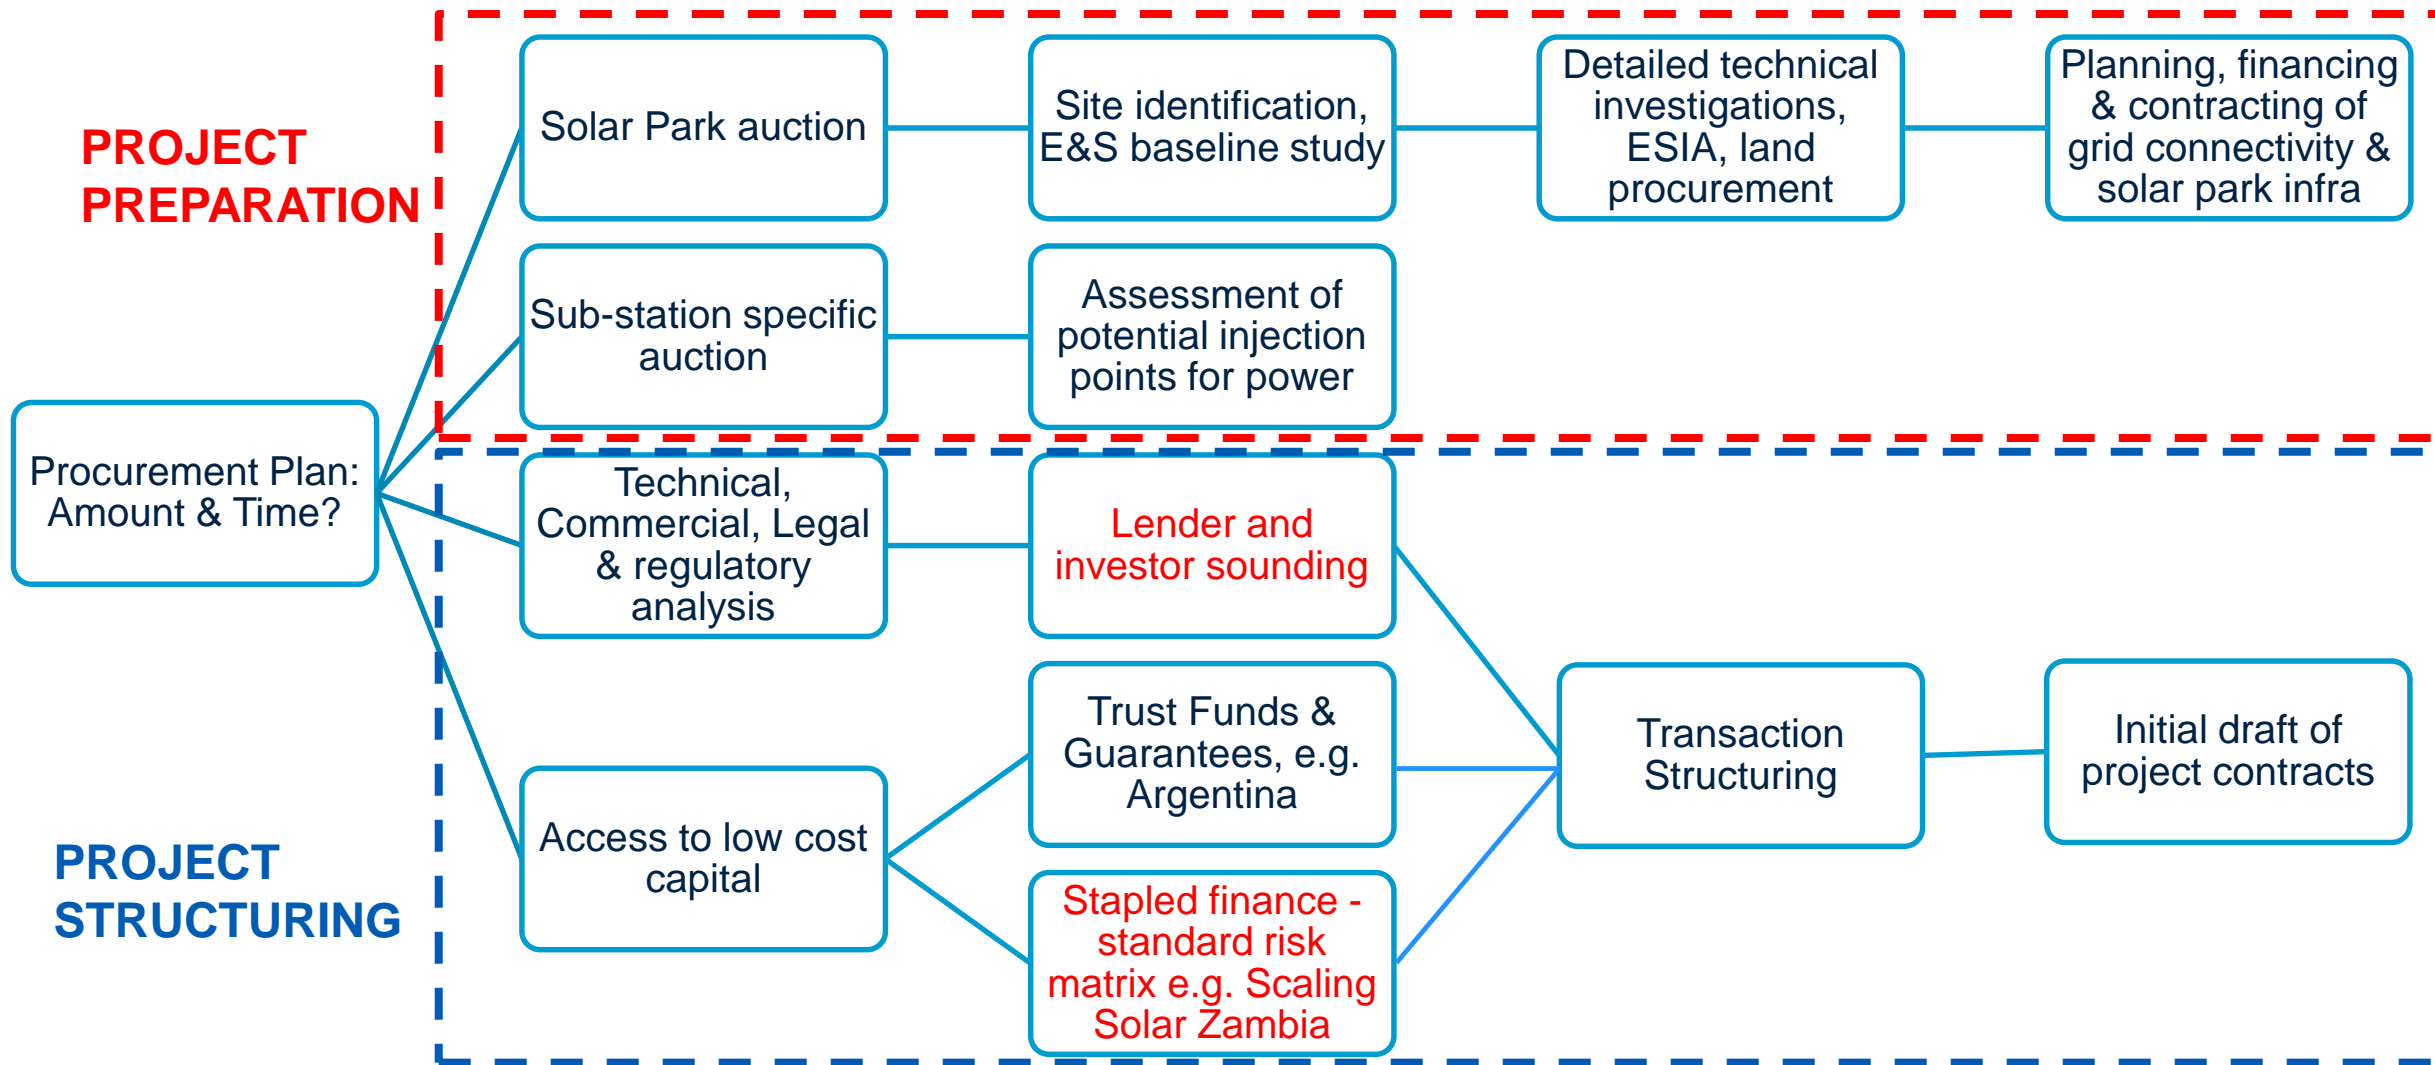 PROJECT
PREPARATION
Solar Park auction
Site identification,
E&S baseline study
Detailed technical
investigations,
ESIA, land
procurement
Planning, financing
& contracting of
grid connectivity &
solar park infra
Sub-station specific
auction
Assessment of
potential injection
points for power
Procurement Plan:
Amount & Time?
Technical,
Commercial, Legal
& regulatory
analysis
Lender and
investor sounding
PROJECT
STRUCTURING
Access to low cost
capital
Trust Funds &
Guarantees, e.g.
Argentina
Stapled finance -
standard risk
matrix e.g. Scaling
Solar Zambia
Transaction
Structuring
Initial draft of
project contracts